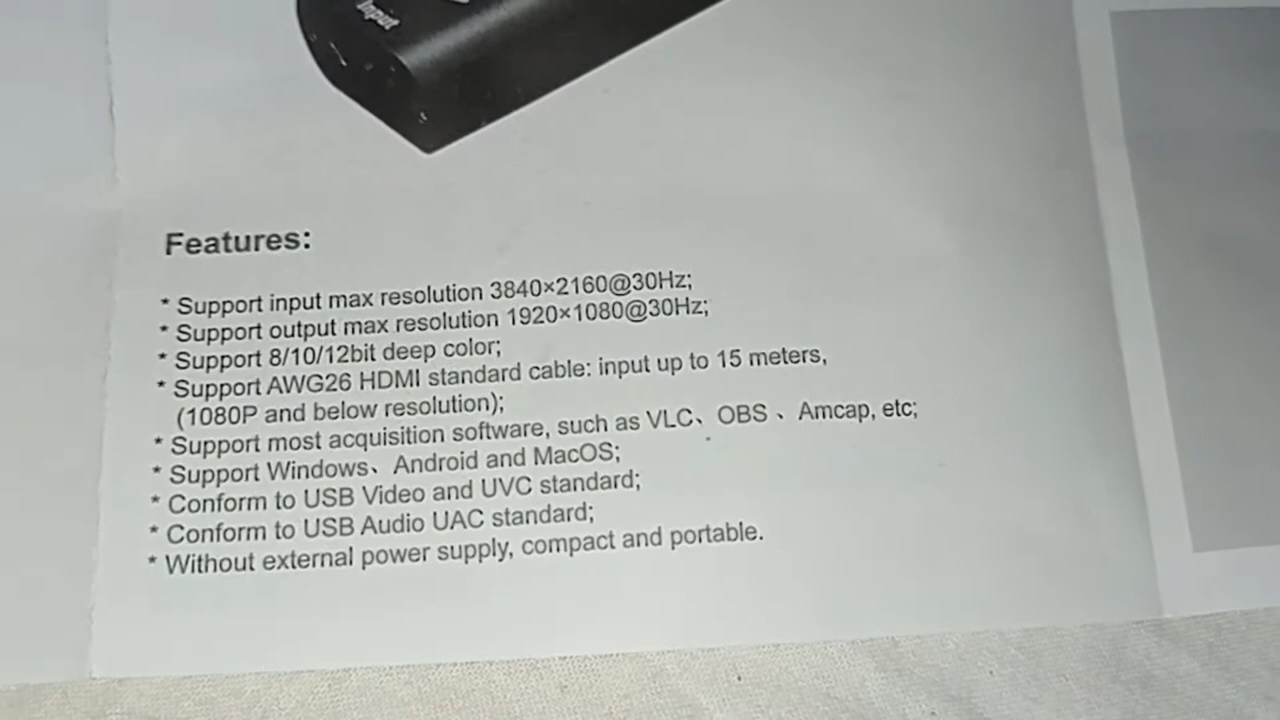 Input
Features:
* Support input max resolution 3840×2160@30Hz;
* Support output max resolution 1920×1080@30Hz;
* Support 8/10/12bit deep color;
* Support AWG26 HDMI standard cable: input up to 15 meters,
(1080P and below resolution);
* Support most acquisition software, such as VLC、OBS 、Amcap, etc;
* Support Windows、Android and MacOS;
* Conform to USB Video and UVC standard;
* Conform to USB Audio UAC standard;
* Without external power supply, compact and portable.